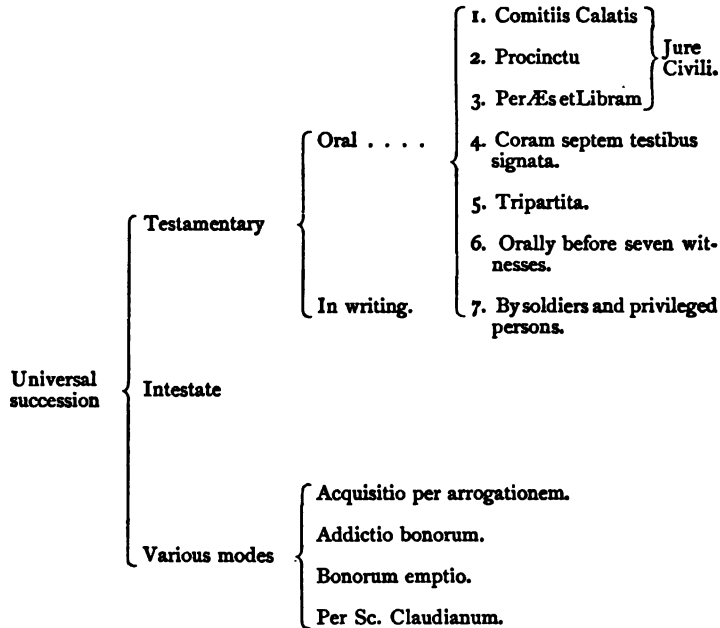 1. Comitiis Calatis
2. Procinctu
3. Per Æs et Libram
Jure
Civili.
Oral . . . .
4. Coram septem testibus
signata.
5. Tripartita.
Testamentary
6. Orally before seven wit-
nesses.
In writing.
7. By soldiers and privileged
persons.
Universal
succession
Intestate
Acquisitio per arrogationem.
Addictio bonorum.
Various modes
Bonorum emptio.
Per Sc. Claudianum.